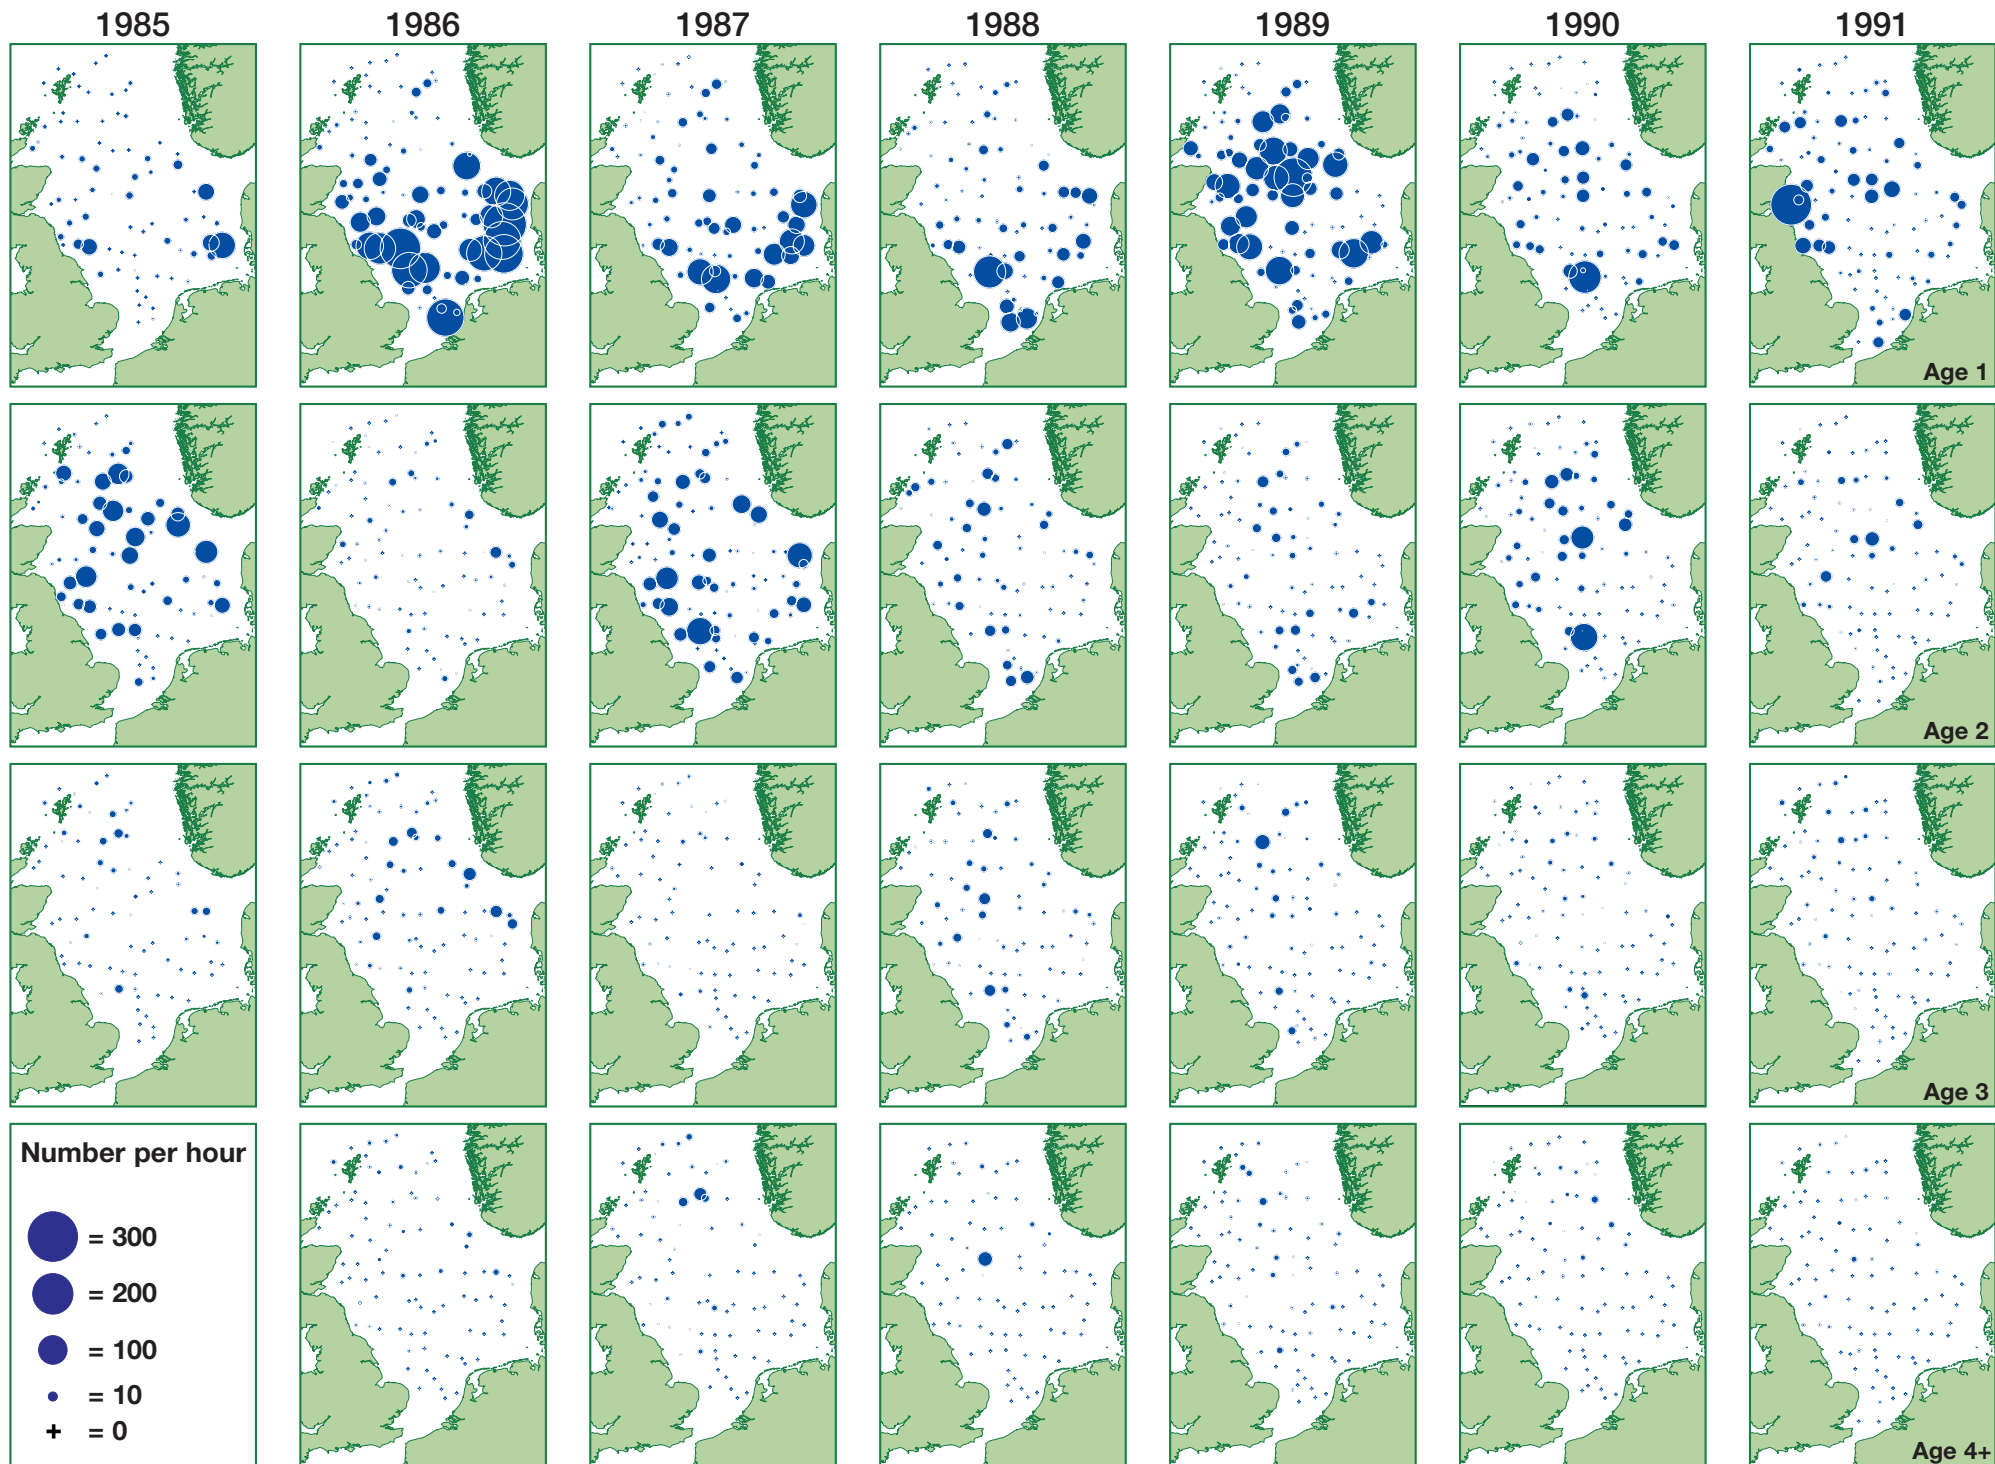 1985 1986 1987 1988 1989 1990 1991
Age 1
Age 2
Age 3
Number per hour
= 300
= 200
= 100
= 10
= 0
Age 4+